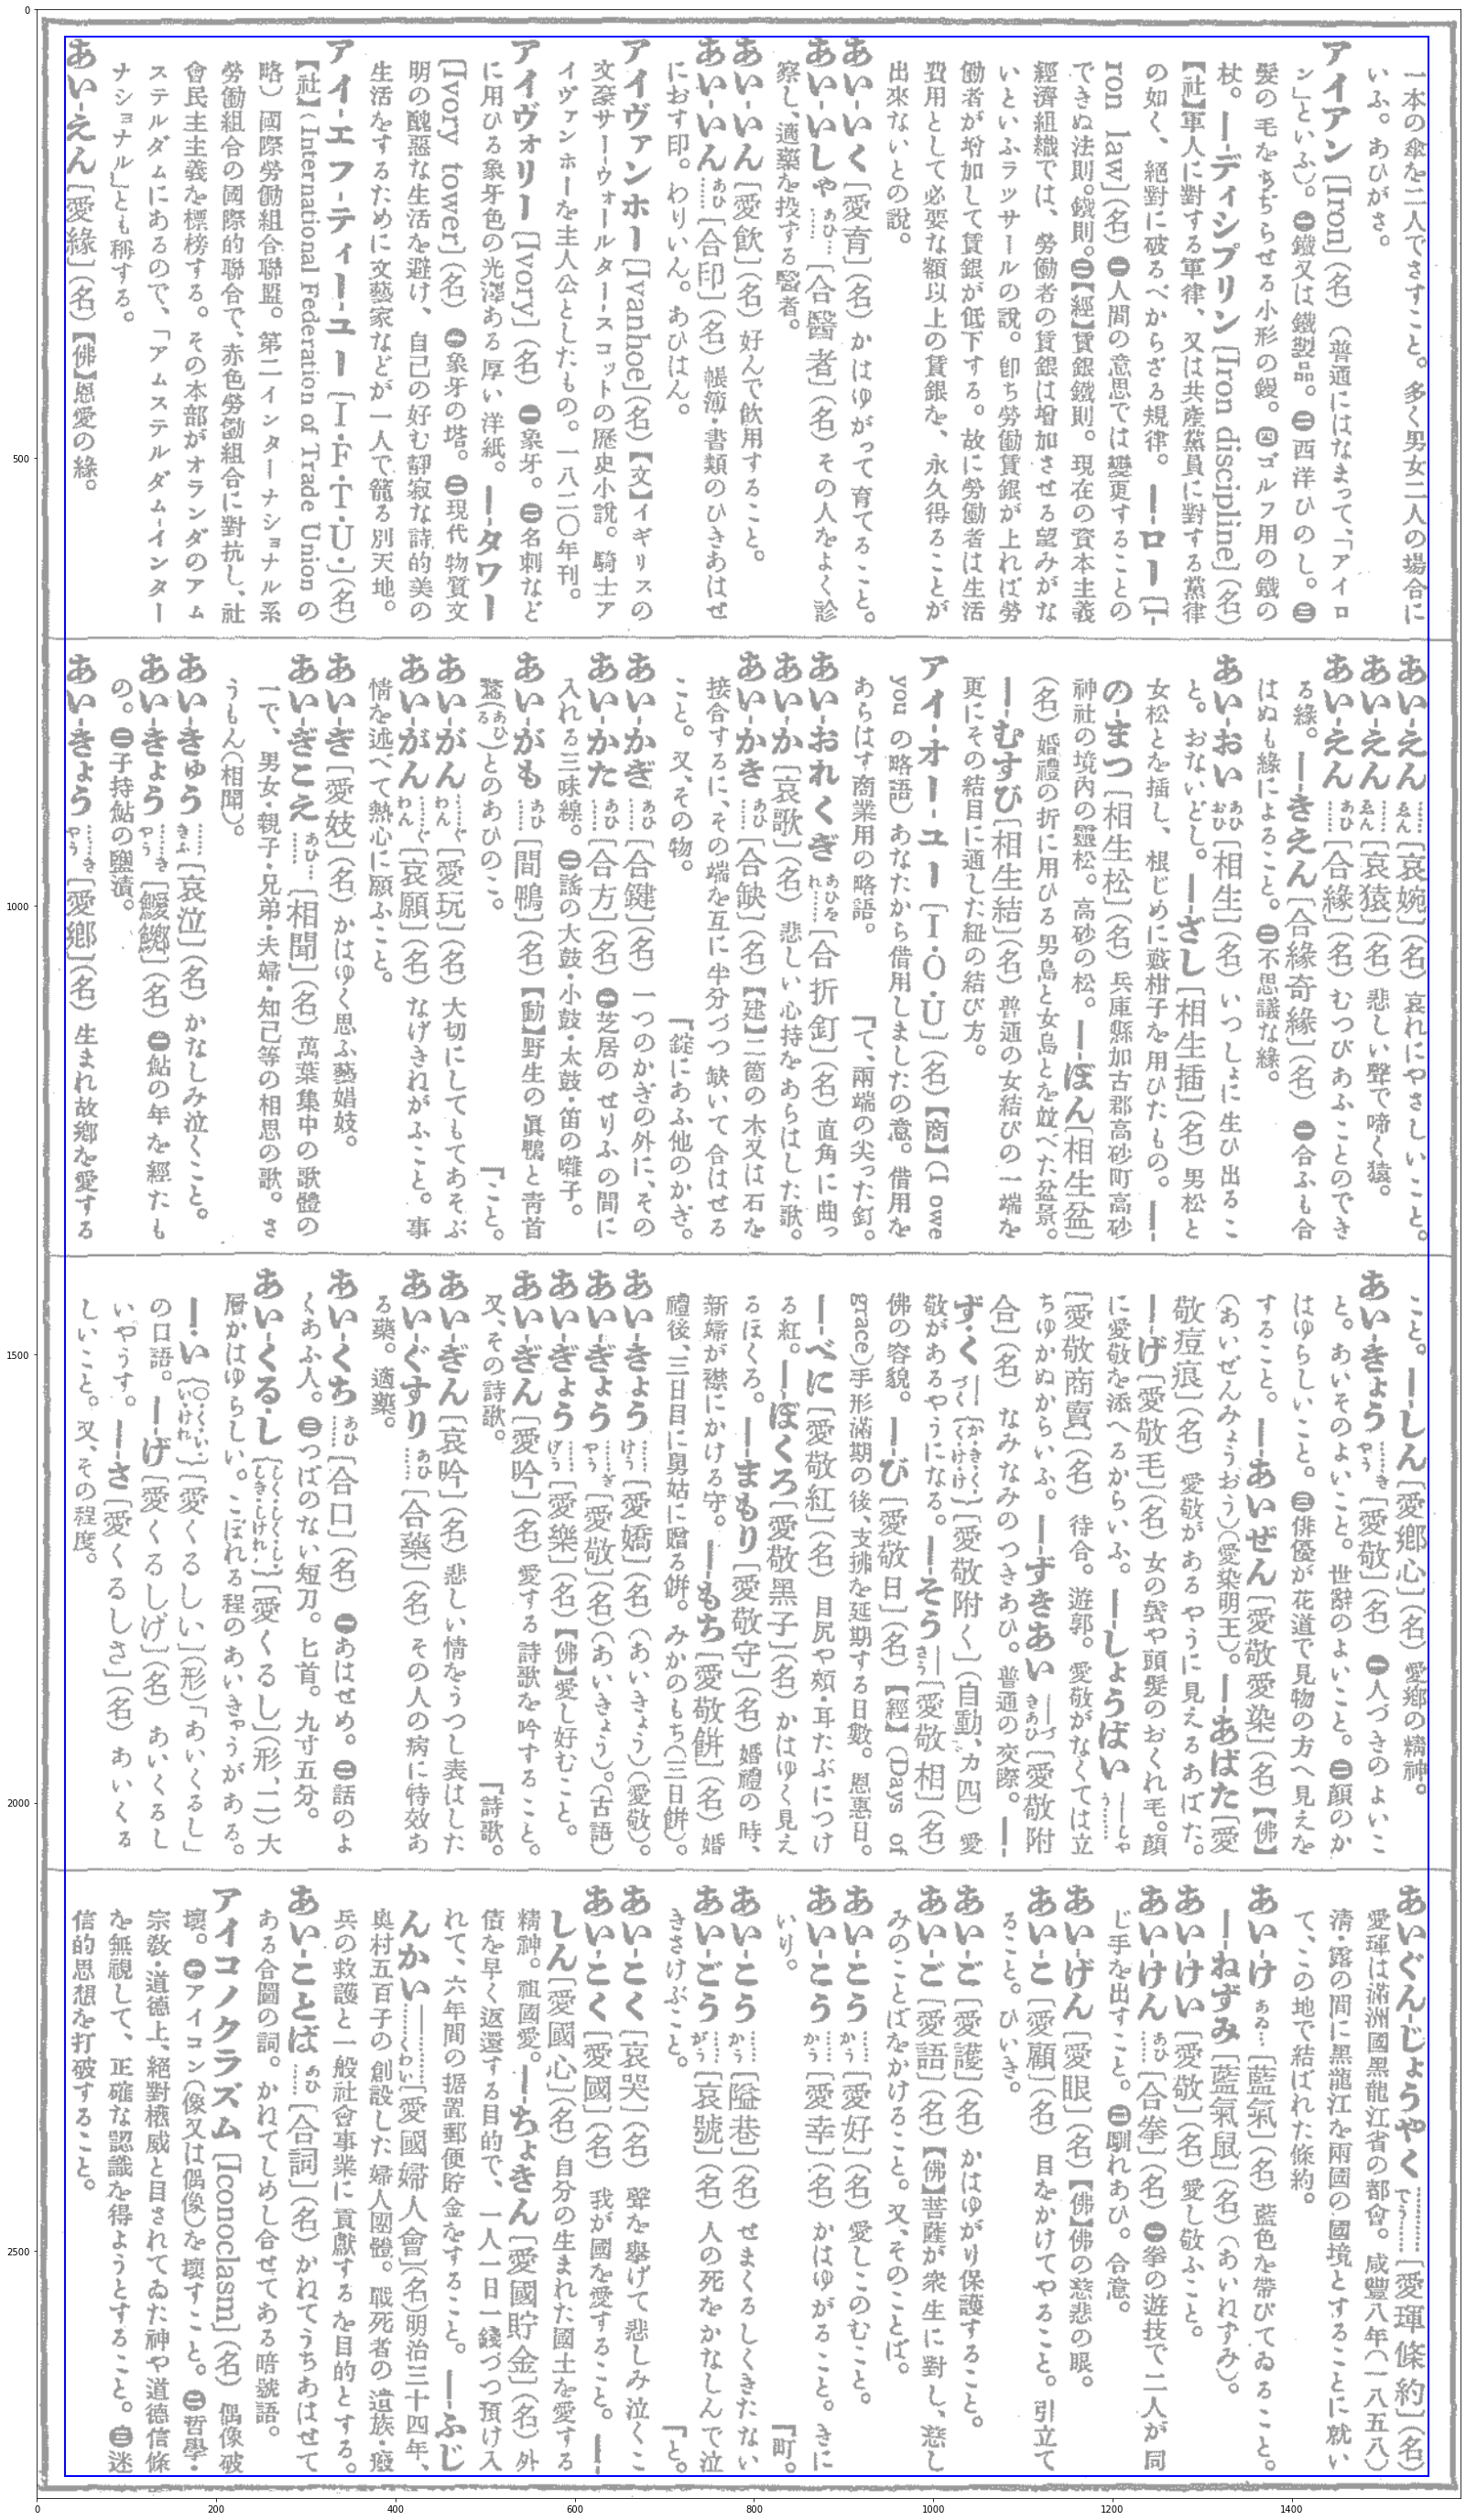 一本の傘を二人でさすこと。多く男女二人の場合に
いふ。あひがさ。
アイアン [Iron](名) (普通にはなまって、「アイロ
ン」といふ)。㊀鐵又は鐵製品。㊁西洋ひのし。㊂
髮の毛をちぢらせる小形の鏝。㊃ゴルフ用の鐵の
杖。 ――ディシプリン[Iron discipline](名)
【社】軍人に對する軍律、又は共產黨員に對する黨律
の如く、絕對に破るべからざる規律。 ――ロー[I-
ron law](名) ㊀人間の意思では變更することの
できぬ法則。鐵則。㊁【經】賃銀鐵則。現在の資本主義
經濟組織では、勞働者の賃銀は增加させる望みがな
いといふラッサールの說。卽ち勞働賃銀が上れば勞
働者が增加して賃銀が低下する。故に勞働者は生活
費用として必要な額以上の賃銀を、永久得ることが
出來ないとの說。
あい-いく[愛育](名) かはゆがって育てること。
あい-いしゃ あひ…[合醫者](名) その人をよく診
察し、適藥を投ずる醫者。
あい-いん[愛飮](名) 好んで飮用すること。
あい-いん あひ……[合印](名) 帳簿・書類のひきあはせ
におす印。わりいん。あひはん。
アイヴァンホー[Ivanhoe](名)【文】イギリスの
文豪サー-ウォールター-スコットの歷史小說。騎士ア
イヴァンホーを主人公としたもの。一八二〇年刊。
アイヴォリー[Ivory](名) ㊀象牙。㊁名刺など
に用ひる象牙色の光澤ある厚い洋紙。 ――タワー
[Ivory tower](名) ㊀象牙の塔。㊁現代物質文
明の醜惡な生活を避け、自己の好む靜寂な詩的美の
生活をするために文藝家などが一人で籠る別天地。
アイ-エフ-ティー-ユー [I・F・T・U・](名)
【社】(International Federation of Trade Union の
略) 國際勞働組合聯盟。第二インターナショナル系
勞働組合の國際的聯合で、赤色勞働組合に對抗し、社
會民主主義を標榜する。その本部がオランダのアム
ステルダムにあるので、「アムステルダム-インター
ナショナル」とも稱する。
あい-えん[愛緣](名)【佛】恩愛の緣。
あい-えん ……ゑん[哀婉](名) 哀れにやさしいこと。
あい-えん ……ゑん[哀猿](名) 悲しい聲で啼く猿。
あい-えん あひ……[合緣](名) むつびあふことのでき
る緣。 ――きえん[合緣奇緣](名) ㊀合ふも合
はぬも緣によること。㊁不思議な緣。
あい-おい あひおひ[相生](名) いつしょに生ひ出るこ
と。おないどし。 ――ざし[相生插](名) 男松と
女松とを插し、根じめに藪柑子を用ひたもの。 ――
のまつ[相生松](名) 兵庫縣加古郡高砂町高砂
神社の境內の靈松。高砂の松。 ――ぼん[相生盆]
(名) 婚禮の折に用ひる男島と女島とを竝べた盆景。
――むすび[相生結](名) 普通の女結びの一端を
更にその結目に通した紐の結び方。
アイ-オー-ユー [I・O・U](名)【商】(I owe
you の略語) あなたから借用しましたの意。借用を
あらはす商業用の略語。 「て、兩端の尖った釘。
あい-おれくぎ あひをれ……[合折釘](名) 直角に曲っ
あい-か[哀歌](名) 悲しい心持をあらはした歌。
あい-かき あひ……[合缺](名)【建】二箇の木又は石を
接合するに、その端を互に半分づつ缺いて合はせる
こと。又、その物。 「錠にあふ他のかぎ。
あい-かぎ あひ……[合鍵](名) 一つのかぎの外に、その
あい-かた あひ……[合方](名) ㊀芝居のせりふの間に
入れる三味線。㊁謠の大鼓・小鼓・太鼓・笛の囃子。
あい-がも あひ……[間鴨](名)【動】野生の眞鴨と靑首
鶩(あひる)とのあひのこ。 「こと。
あい-がん ……ぐわん[愛玩](名) 大切にしてもてあそぶ
あい-がん ……ぐわん[哀願](名) なげきねがふこと。事
情を述べて熱心に願ふこと。
あい-ぎ[愛妓](名) かはゆく思ふ藝娼妓。
あい-ぎこえ あひ…[相聞](名) 萬葉集中の歌體の
一で、男女・親子・兄弟・夫婦・知己等の相思の歌。さ
うもん(相聞)。
あい-きゅう ……きふ[哀泣](名) かなしみ泣くこと。
あい-きょう ……きやう[鰻鱜](名) ㊀鮎の年を經たも
の。㊁子持鮎の鹽漬。
あい-きょう ……きやう[愛鄕](名) 生まれ故鄕を愛する
こと。 ――しん[愛鄕心](名) 愛鄕の精神。
あい-きょう ……きやう[愛敬](名) ㊀人づきのよいこ
と。あいそのよいこと。世辭のよいこと。㊁顏のか
はゆらしいこと。㊂俳優が花道で見物の方へ見えを
すること。 ――あいぜん[愛敬愛染](名)【佛】
(あいぜんみょうおう)(愛染明王)。 ――あばた[愛
敬痘痕](名) 愛敬があるやうに見えるあばた。
――げ[愛敬毛](名) 女の鬢や頭髮のおくれ毛。顏
に愛敬を添へるからいふ。 ――しょうばい ――しやう……
[愛敬商賣](名) 待合。遊郭。愛敬がなくては立
ちゆかぬからいふ。 ――ずきあい ――づきあひ[愛敬附
合](名) なみなみのつきあひ。普通の交際。 ――
ず・く ――づく{(か・き・く・く・け・け)}[愛敬附く](自動、カ四) 愛
敬があるやうになる。 ――そう ――さう[愛敬相](名)
佛の容貌。 ――び [愛敬日](名)【經】(Days of
grace)手形滿期の後、支拂を延期する日數。恩惠日。
――べに[愛敬紅](名) 目尻や頰・耳たぶにつけ
る紅。 ――ぼくろ[愛敬黑子](名) かはゆく見え
るほくろ。 ――まもり[愛敬守](名) 婚禮の時、
新婦が襟にかける守。 ――もち[愛敬餠](名) 婚
禮後、三日目に舅姑に贈る餠。みかのもち(三日餠)。
あい-きょう ……けう[愛嬌](名)(あいきょう)(愛敬)。
あい-ぎょう ……ぎやう[愛敬](名)(あいきょう)。(古語)
あい-ぎょう ……げう[愛樂](名)【佛】愛し好むこと。
あい-ぎん[愛吟](名) 愛する詩歌を吟ずること。
又、その詩歌。 「詩歌。
あい-ぎん[哀吟](名) 悲しい情をうつし表はした
あい-ぐすり あひ……[合藥](名) その人の病に特效あ
る藥。適藥。
あい-くち あひ……[合口](名) ㊀あはせめ。㊁話のよ
くあふ人。㊂つばのない短刀。匕首。九寸五分。
あい-くるし{(しく・しく・し・しき・しけれ・)}[愛くるし](形、二) 大
層かはゆらしい。こぼれる程のあいきゃうがある。
――・い{(〇・く・い・い・けれ)}[愛くるしい](形)「あいくるし」
の口語。 ――げ[愛くるしげ](名) あいくるし
いやうす。 ――さ[愛くるしさ](名) あいくる
しいこと。又、その程度。
あいぐん-じょうやく ……でう……[愛琿條約](名)
愛琿は滿洲國黑龍江省の都會。咸豐八年(一八五八)
淸・露の間に黑龍江を兩國の國境とすることに就い
て、この地で結ばれた條約。
あい-け あゐ…[藍氣](名) 藍色を帶びてゐること。
――ねずみ[藍氣鼠](名)(あいねずみ)。
あい-けい[愛敬](名) 愛し敬ふこと。
あい-けん あひ……[合拳](名) ㊀拳の遊技で二人が同
じ手を出すこと。㊁馴れあひ。合意。
あい-げん[愛眼](名)【佛】佛の慈悲の眼。
あい-こ[愛顧](名) 目をかけてやること。引立て
ること。ひいき。
あい-ご[愛護](名) かはゆがり保護すること。
あい-ご[愛語](名)【佛】菩薩が衆生に對し、慈し
みのことばをかけること。又、そのことば。
あい-こう ……かう[愛好](名) 愛しこのむこと。
あい-こう ……かう[愛幸](名) かはゆがること。きに
いり。 「町。
あい-こう ……かう[隘巷](名) せまくるしくきたない
あい-ごう ……がう[哀號](名) 人の死をかなしんで泣
きさけぶこと。 「と。
あい-こく[哀哭](名) 聲を擧げて悲しみ泣くこ
あい-こく[愛國](名) 我が國を愛すること。 ――
しん[愛國心](名) 自分の生まれた國土を愛する
精神。祖國愛。 ――ちょきん[愛國貯金](名) 外
債を早く返還する目的で、一人一日一錢づつ預け入
れて、六年間の据置郵便貯金をすること。 ――ふじ
んかい ――……くわい[愛國婦人會](名)明治三十四年、
奧村五百子の創設した婦人團體。戰死者の遺族・癈
兵の救護と一般社會事業に貢獻するを目的とする。
あい-ことば あひ……[合詞](名) かねてうちあはせて
ある合圖の詞。かねてしめし合せてある暗號語。
アイコノクラズム[Iconoclasm](名) 偶像破
壞。㊀アイコン(像又は偶像)を壞すこと。㊁哲學・
宗敎・道德上、絕對權威と目されてゐた神や道德信條
を無視して、正確な認識を得ようとすること。㊂迷
信的思想を打破すること。